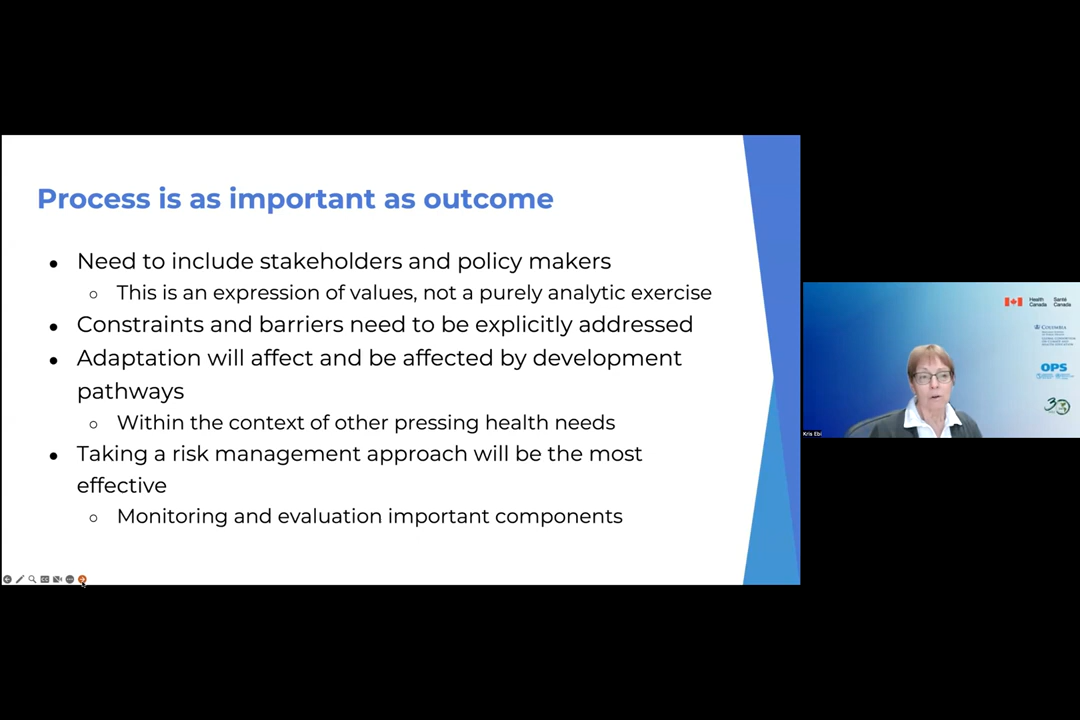 Process is as important as outcome
● Need to include stakeholders and policy makers
○ This is an expression of values, not a purely analytic exercise
● Constraints and barriers need to be explicitly addressed
● Adaptation will affect and be affected by development
pathways
○ Within the context of other pressing health needs
● Taking a risk management approach will be the most
effective
○ Monitoring and evaluation important components
Health Santé
Canada Canada
COLUMBIA
OPS
30
Kris Ebi